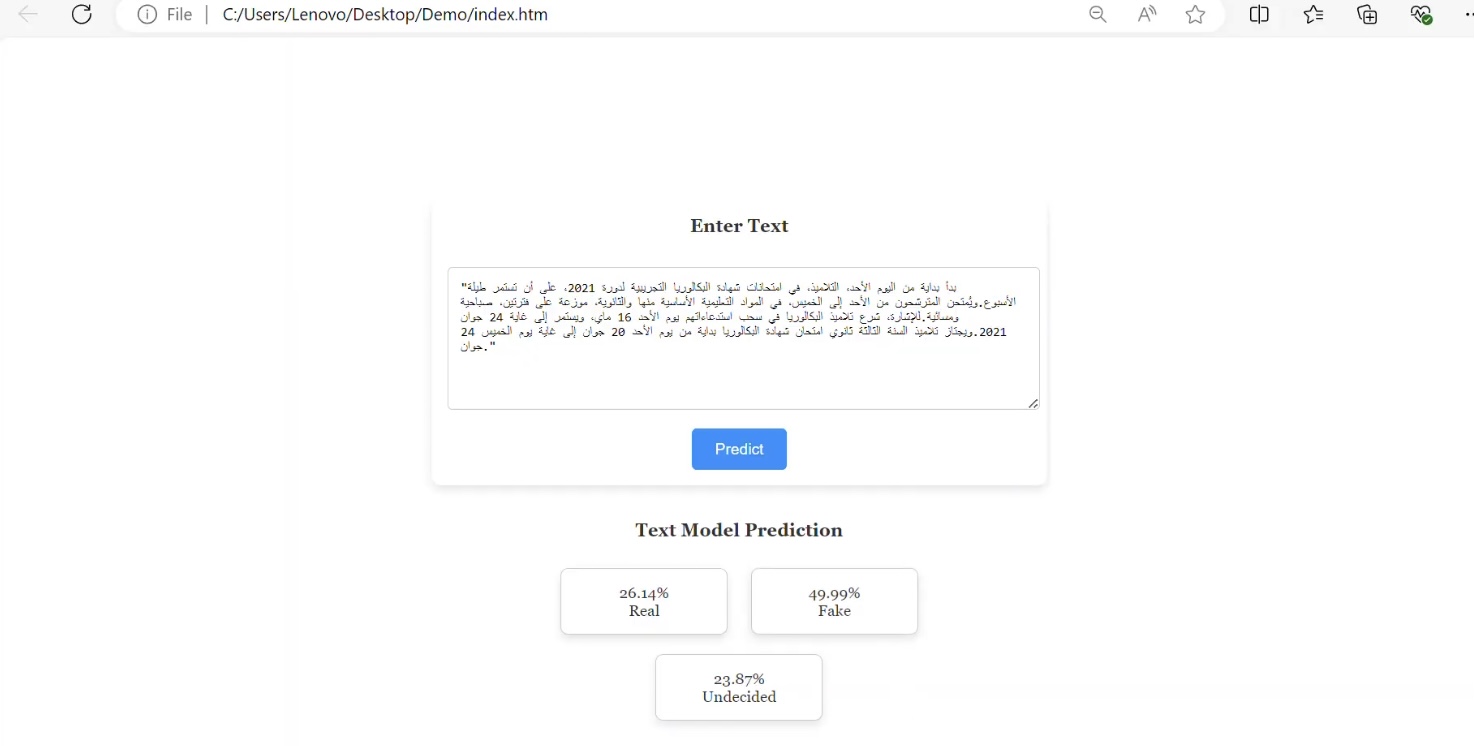 File
C:/Users/Lenovo/Desktop/Demo/index.htm
Enter Text
"بدأ بداية من اليوم الأحد، التلاميذ، في امتحانات شهادة البكالوريا التجريبية لدورة 2021، على أن تستمر طيلة
الأسبوع.ويُمتحن المترشحون من الأحد إلى الخميس، في المواد التعليمية الأساسية منها والثانوية، موزعة على فترتين، صباحية
ومسائية.للإشارة، شرع تلاميذ البكالوريا في سحب استدعاءاتهم يوم الأحد 16 ماي، ويستمر إلى غاية 24 جوان
2021.ويجتاز تلاميذ السنة الثالثة ثانوي امتحان شهادة البكالوريا بداية من يوم الأحد 20 جوان إلى غاية يوم الخميس 24
جوان."
Predict
Text Model Prediction
26.14%
Real
49.99%
Fake
23.87%
Undecided